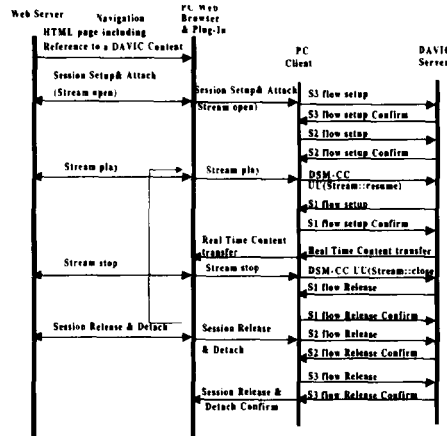 Web Server
Navigation
PC Web
Browser
& Plug-In
HTML page including
Reference to a DAVIC Content
PC
Client
DAVIC
Server
Session Setup& Attach
(Stream open)
Session Setup& Attach
(Stream open)
S3 flow setup
S3 flow setup Confirm
S2 flow setup
S2 flow setup Confirm
Stream play
Stream play
DSM-CC
UU(Stream::resume)
S1 flow setup
S1 flow setup Confirm
Real Time Content
transfer
Real Time Content transfer
Stream stop
Stream stop
DSM-CC UU(Stream::close
S1 flow Release
S1 flow Release Confirm
Session Release & Detach
Session Release
& Detach
S2 flow Release
S2 flow Release Confirm
S3 flow Release
Session Release &
Detach Confirm
S3 flow Release Confirm